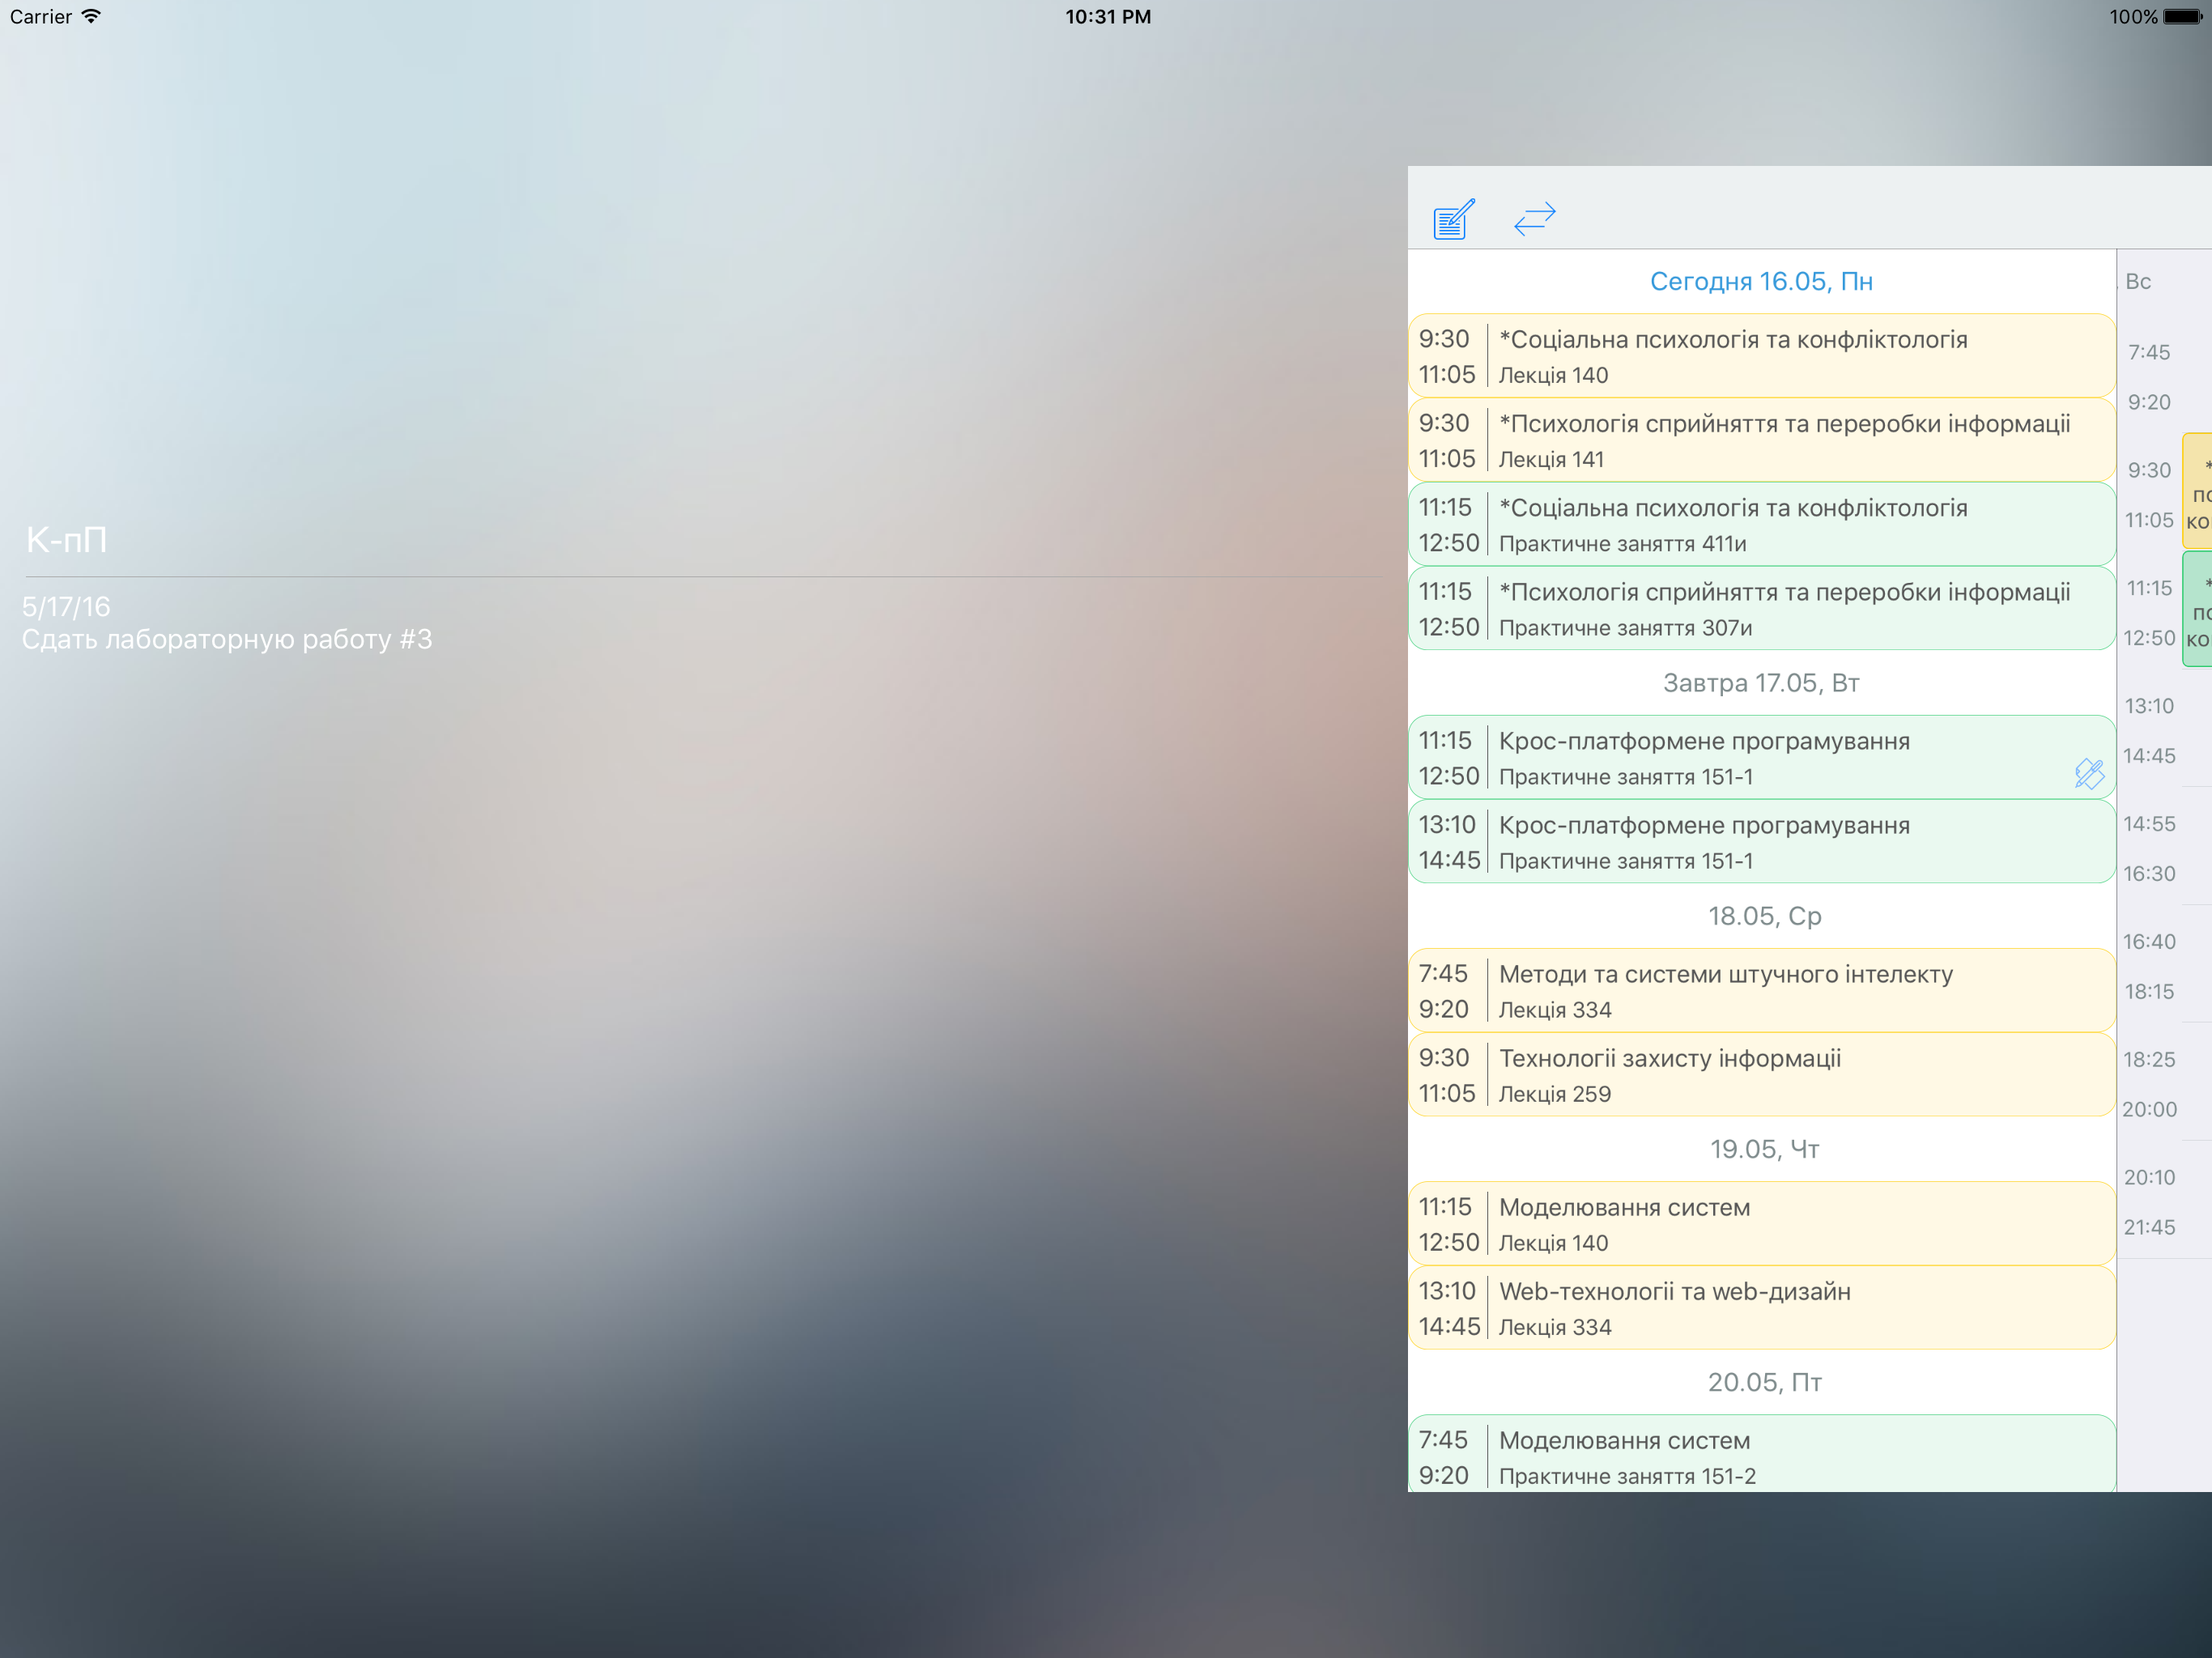 Carrier
10:31 PM
100%
К-пП
5/17/16
Сдать лабораторную работу #3
Сегодня 16.05, Пн
9:30
*Соціальна психологія та конфліктологія
11:05
Лекція 140
9:30
*Психологія сприйняття та переробки інформаціі
11:05
Лекція 141
11:15
*Соціальна психологія та конфліктологія
12:50
Практичне заняття 411и
11:15
*Психологія сприйняття та переробки інформаціі
12:50
Практичне заняття 307и
Завтра 17.05, Вт
11:15
Крос-платформене програмування
12:50
Практичне заняття 151-1
13:10
Крос-платформене програмування
14:45
Практичне заняття 151-1
18.05, Ср
7:45
Методи та системи штучного інтелекту
9:20
Лекція 334
9:30
Технологіі захисту інформаціі
11:05
Лекція 259
19.05, Чт
11:15
Моделювання систем
12:50
Лекція 140
13:10
Web-технологіі та web-дизайн
14:45
Лекція 334
20.05, Пт
7:45
Моделювання систем
9:20
Практичне заняття 151-2
, Вс
7:45
9:20
9:30
11:05
11:15
12:50
13:10
14:45
14:55
16:30
16:40
18:15
18:25
20:00
20:10
21:45